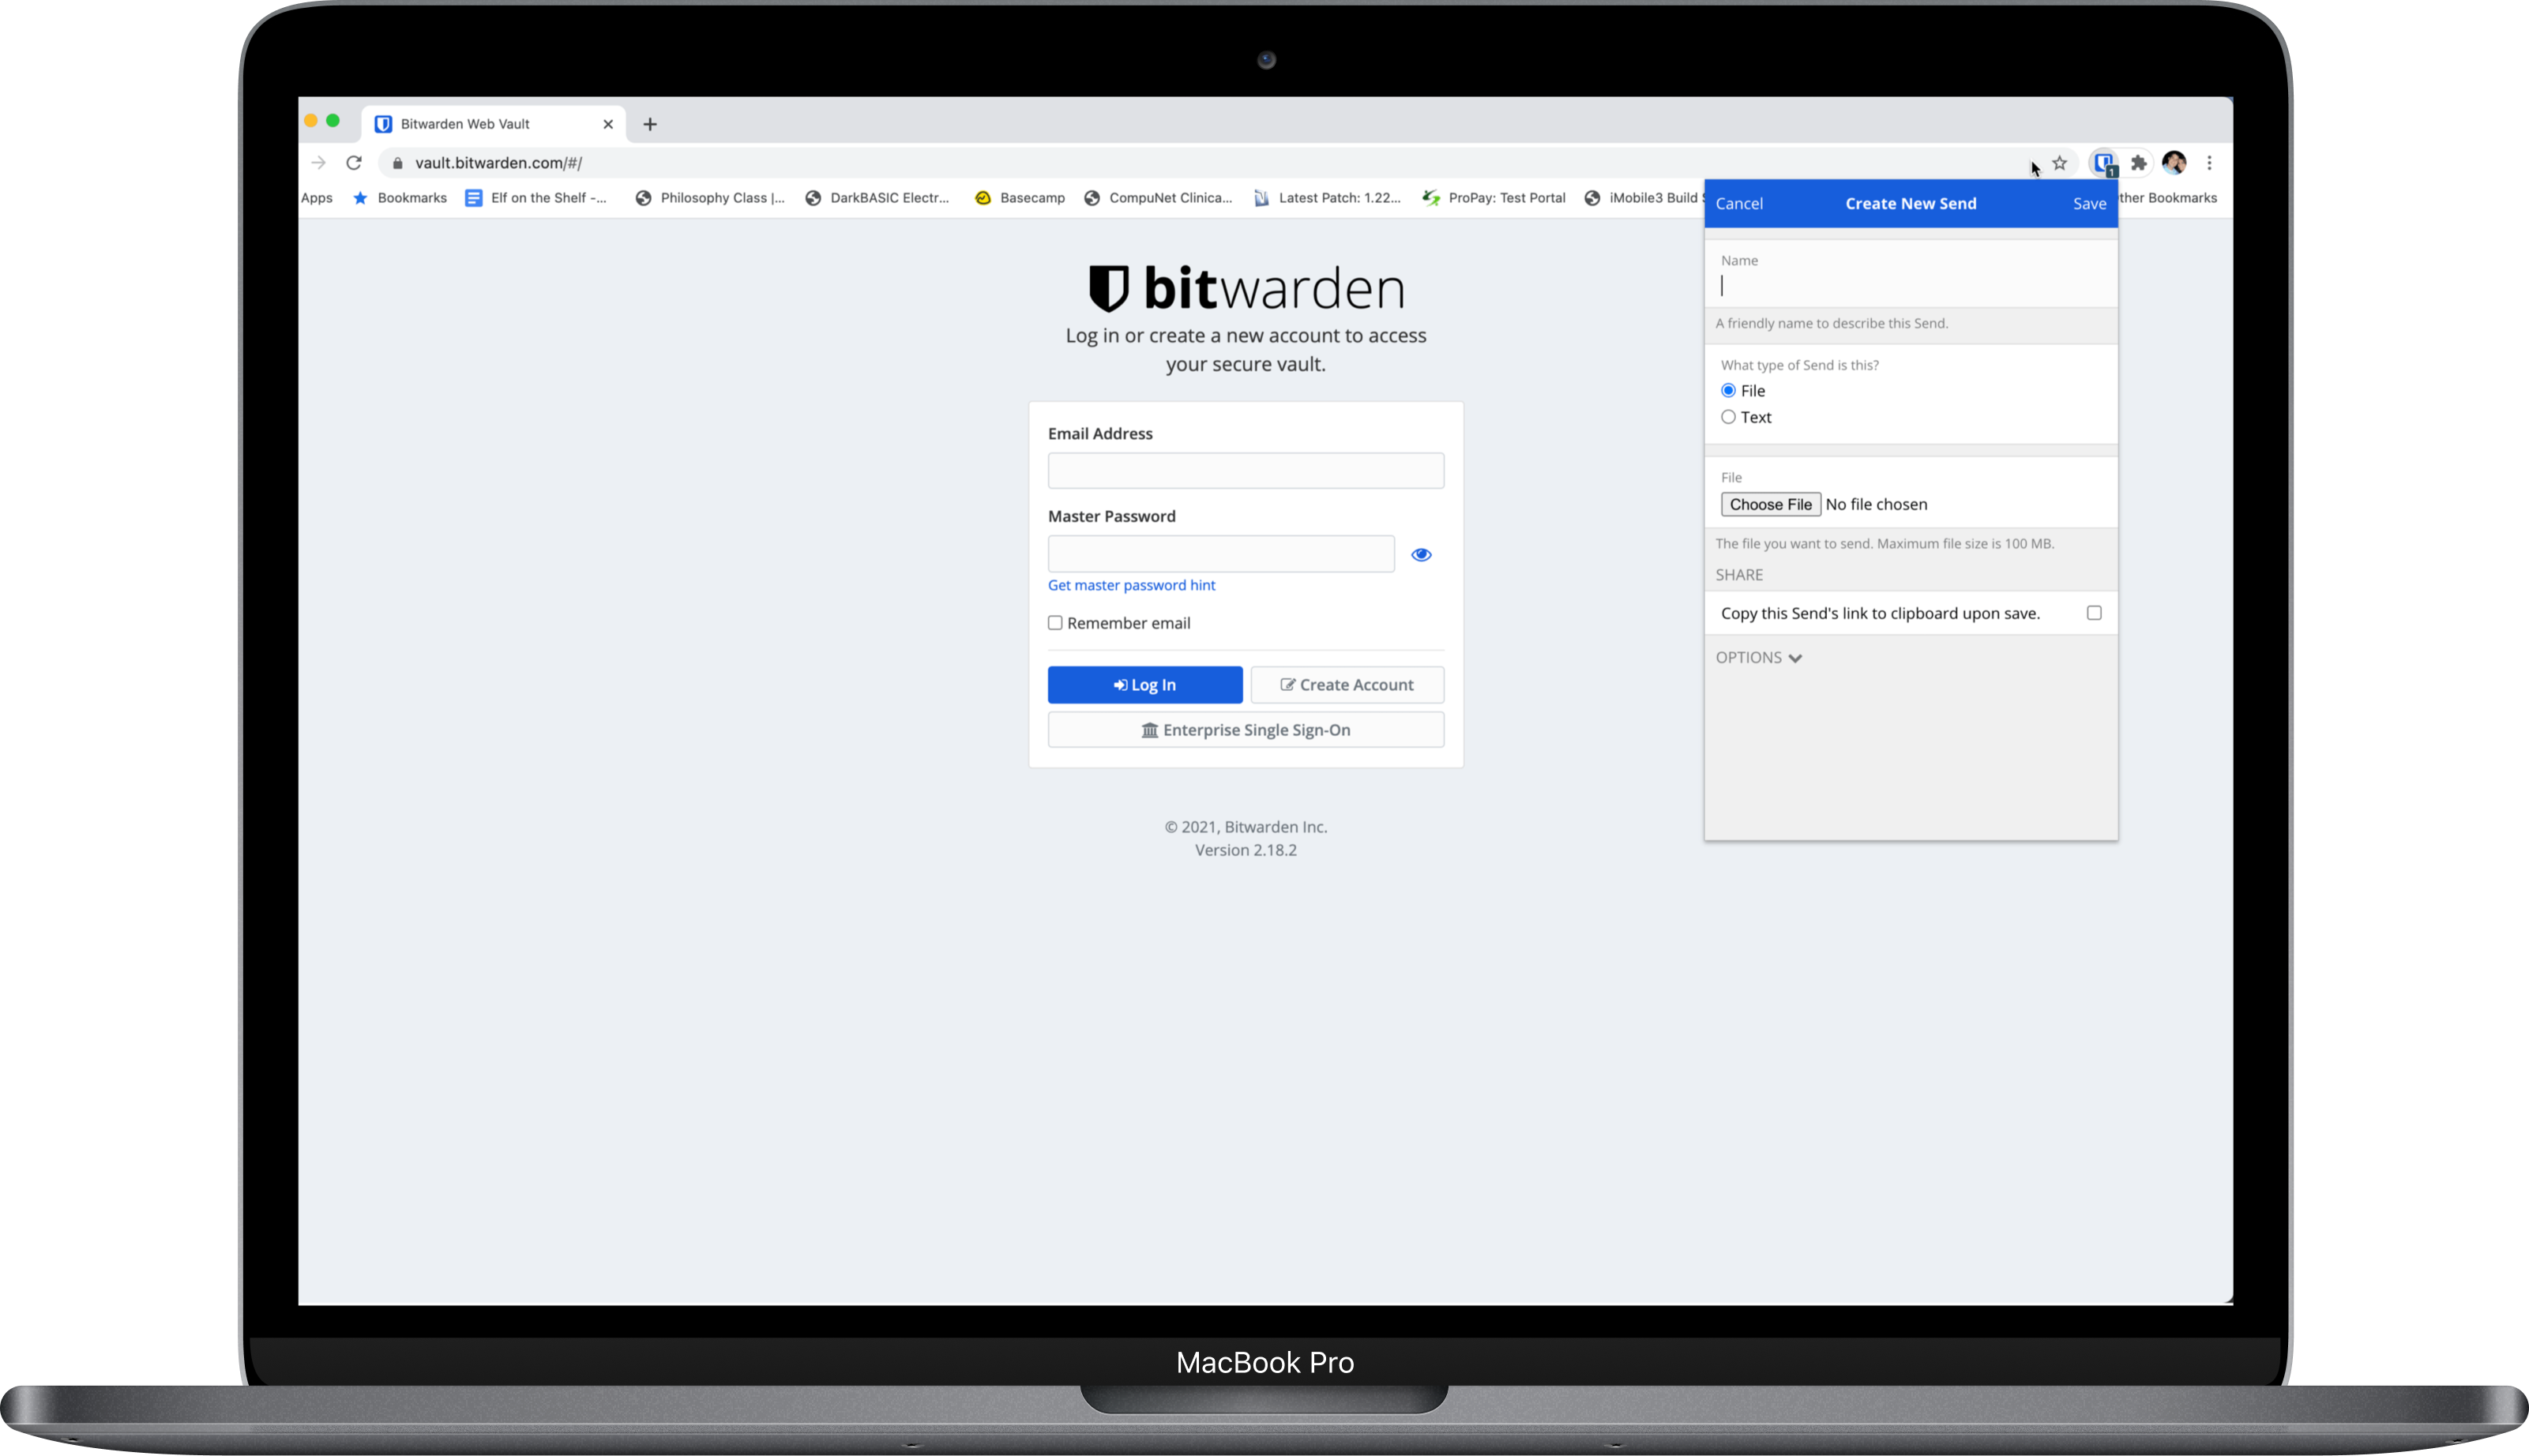 Bitwarden Web Vault
vault.bitwarden.com/#/
Apps Bookmarks Elf on the Shelf -... Philosophy Class |... DarkBASIC Electr... Basecamp CompuNet Clinica... Latest Patch: 1.22... ProPay: Test Portal iMobile3 Build S ther Bookmarks
1
Cancel Create New Send Save
Name
A friendly name to describe this Send.
What type of Send is this?
File
Text
File
Choose File No file chosen
The file you want to send. Maximum file size is 100 MB.
SHARE
Copy this Send's link to clipboard upon save.
OPTIONS
bitwarden
Log in or create a new account to access
your secure vault.
Email Address
Master Password
Get master password hint
Remember email
Log In Create Account
Enterprise Single Sign-On
© 2021, Bitwarden Inc.
Version 2.18.2
MacBook Pro